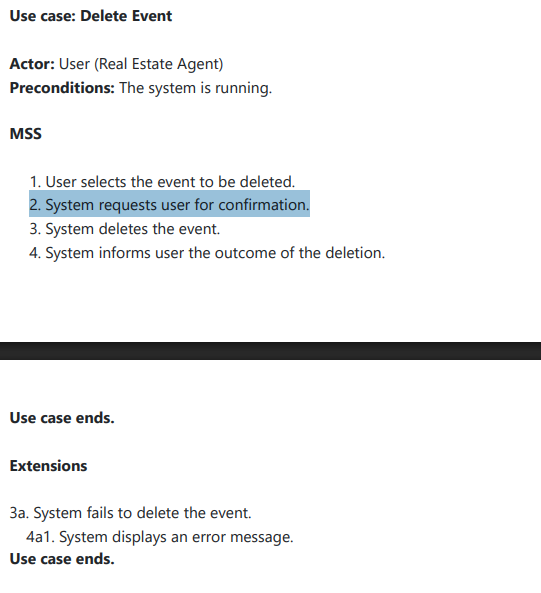 Use case: Delete Event
Actor: User (Real Estate Agent)
Preconditions: The system is running.
MSS
1. User selects the event to be deleted.
2. System requests user for confirmation.
3. System deletes the event.
4. System informs user the outcome of the deletion.
Use case ends.
Extensions
3a. System fails to delete the event.
4a1. System displays an error message.
Use case ends.